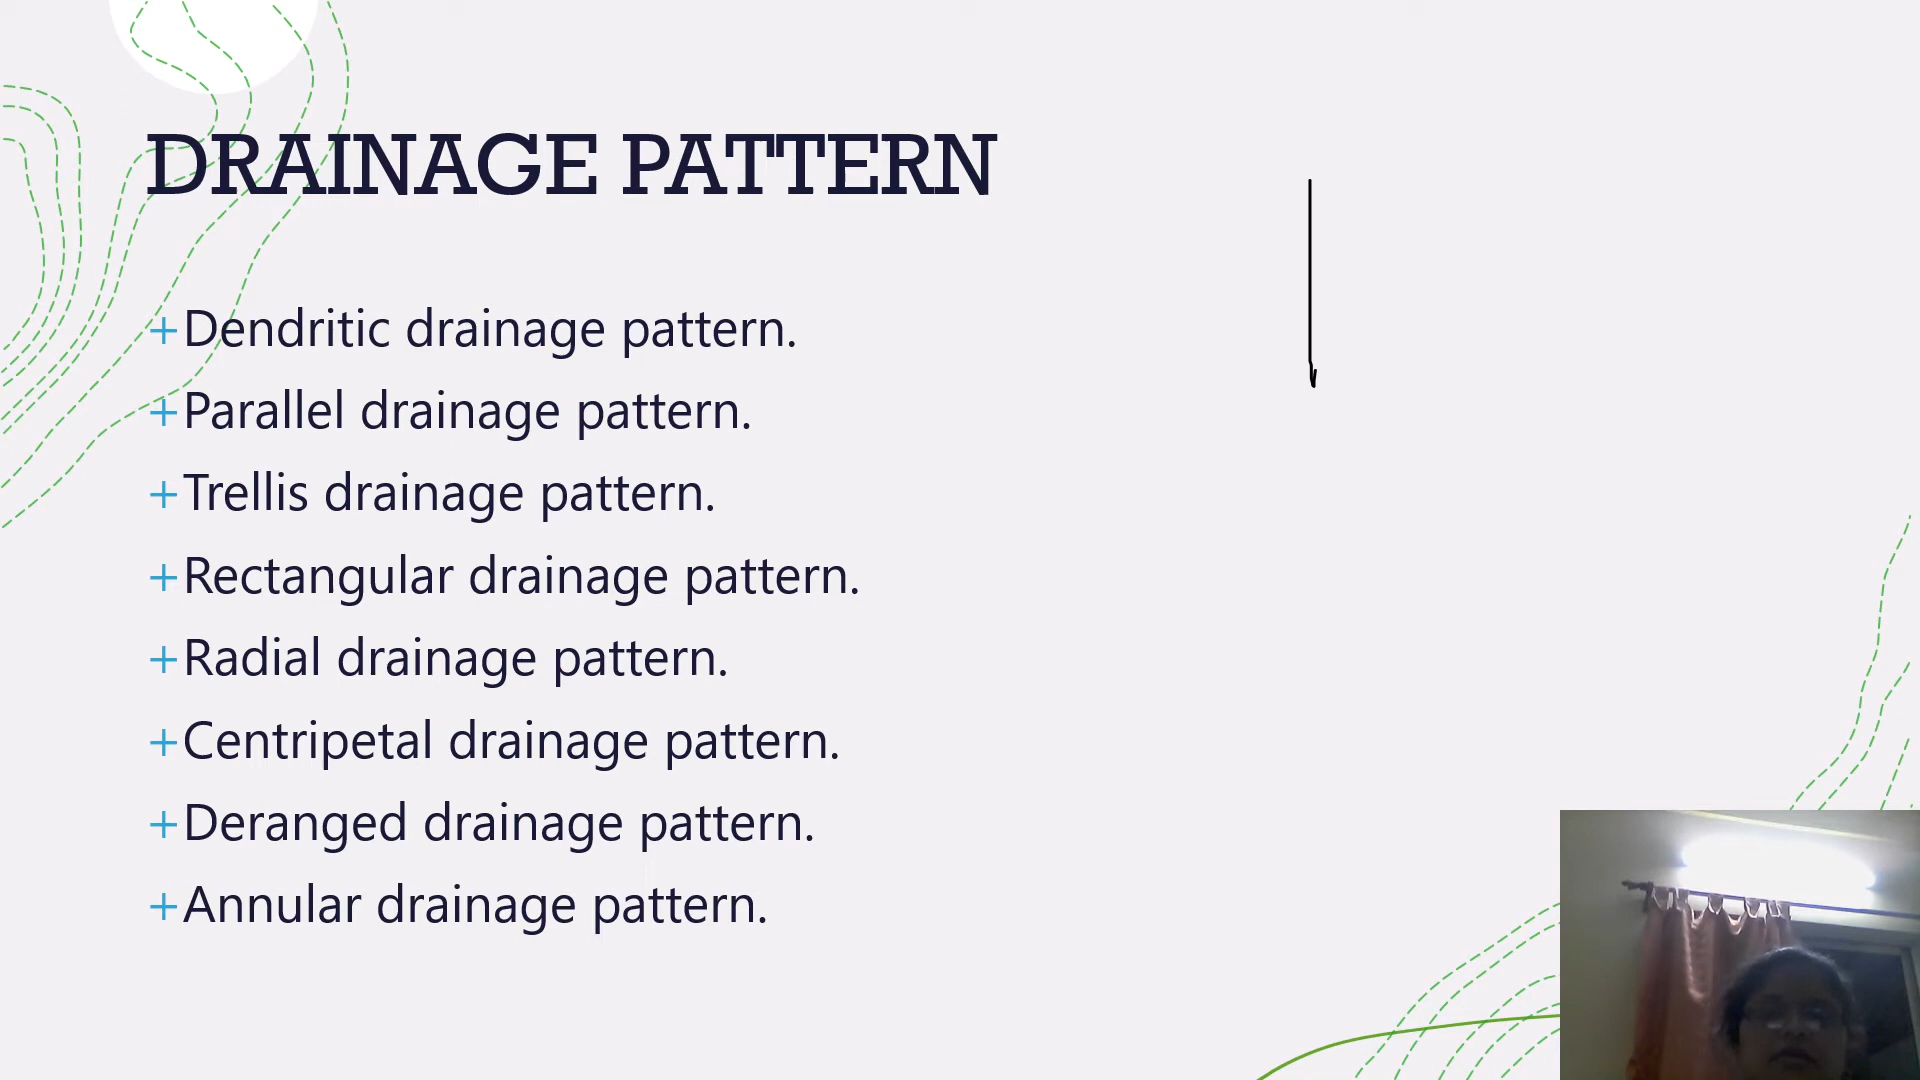 DRAINAGE PATTERN
+Dendritic drainage pattern.
+Parallel drainage pattern.
+Trellis drainage pattern.
+Rectangular drainage pattern.
+Radial drainage pattern.
+Centripetal drainage pattern.
+Deranged drainage pattern.
+Annular drainage pattern.